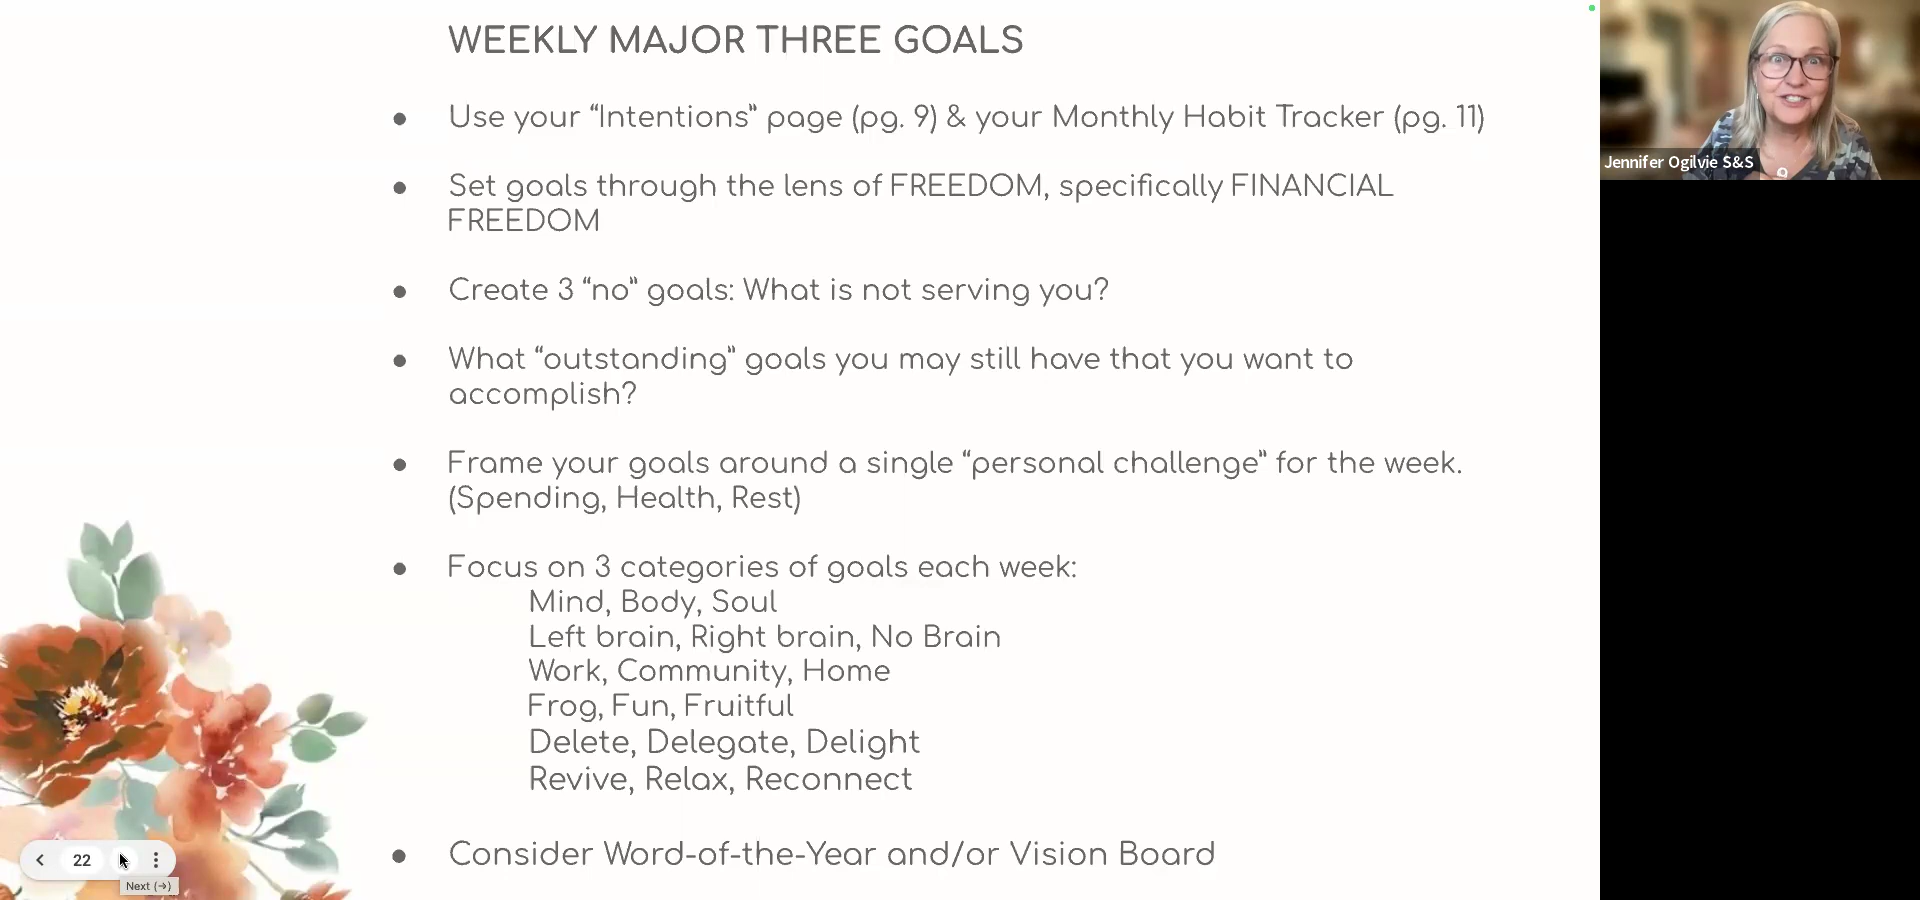 WEEKLY MAJOR THREE GOALS
Use your “Intentions” page (pg. 9) & your Monthly Habit Tracker (pg. 11)
Set goals through the lens of FREEDOM, specifically FINANCIAL
FREEDOM
Create 3 “no” goals: What is not serving you?
What “outstanding” goals you may still have that you want to
accomplish?
Frame your goals around a single “personal challenge” for the week.
(Spending, Health, Rest)
Focus on 3 categories of goals each week:
Mind, Body, Soul
Left brain, Right brain, No Brain
Work, Community, Home
Frog, Fun, Fruitful
Delete, Delegate, Delight
Revive, Relax, Reconnect
Consider Word-of-the-Year and/or Vision Board
22
Next (→)
Jennifer Ogilvie S&S